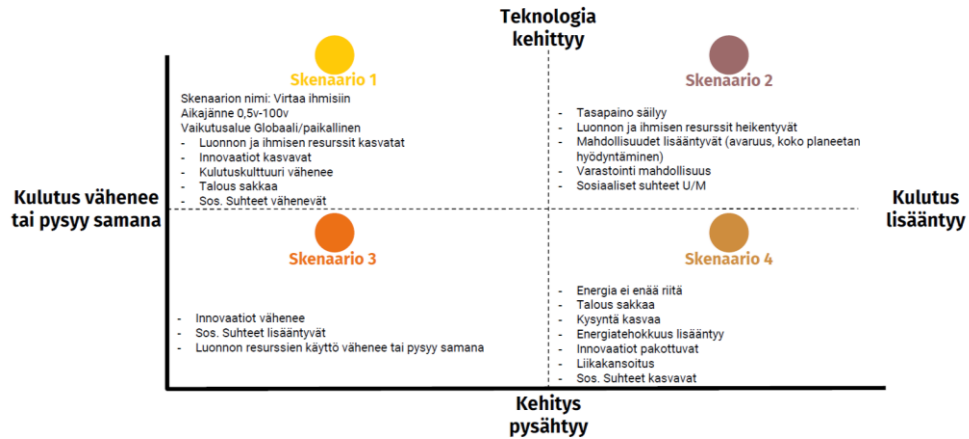 Teknologia
kehittyy
Skenaario 1
Skenaarion nimi: Virtaa ihmisiin
Aikajänne 0,5v-100v
Vaikutusalue Globaali/paikallinen
- Luonnon ja ihmisen resurssit kasvatat
- Innovaatiot kasvavat
- Kulutuskulttuuri vähenee
- Talous sakkaa
- Sos. Suhteet vähenevät
Skenaario 2
- Tasapaino säilyy
- Luonnon ja ihmisen resurssit heikentyvät
- Mahdollisuudet lisääntyvät (avaruus, koko planeetan
hyödyntäminen)
- Varastointi mahdollisuus
- Sosiaaliset suhteet U/M
Kulutus vähenee
tai pysyy samana
Kulutus
lisääntyy
Skenaario 3
- Innovaatiot vähenee
- Sos. Suhteet lisääntyvät
- Luonnon resurssien käyttö vähenee tai pysyy samana
Skenaario 4
- Energia ei enää riitä
- Talous sakkaa
- Kysyntä kasvaa
- Energiatehokkuus lisääntyy
- Innovaatiot pakottuvat
- Liikakansoitus
- Sos. Suhteet kasvavat
Kehitys
pysähtyy